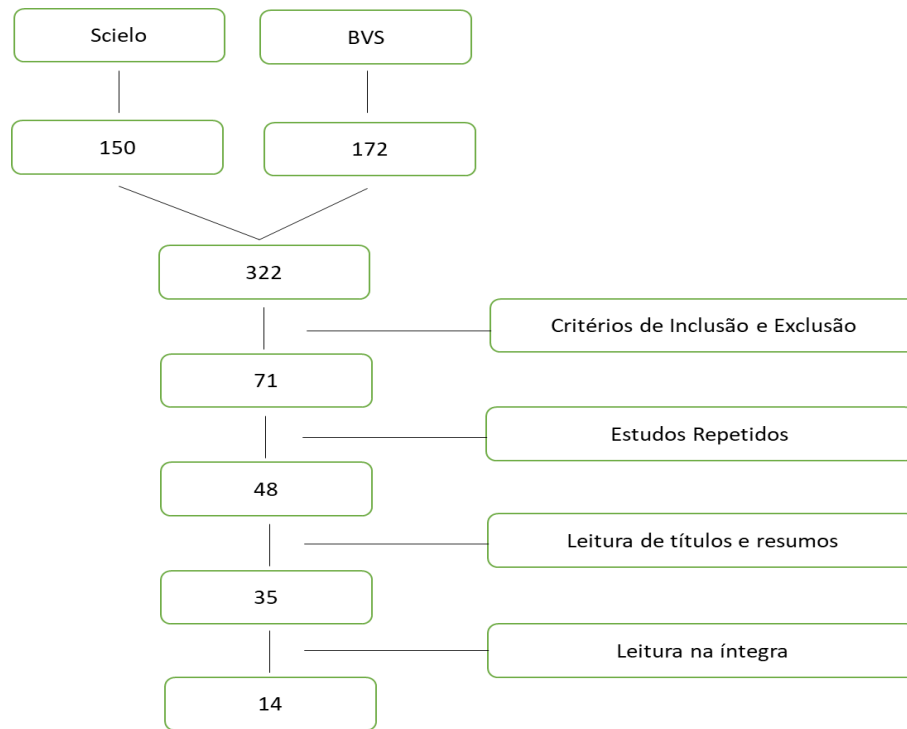 Scielo
BVS
150
172
322
Critérios de Inclusão e Exclusão
71
Estudos Repetidos
48
Leitura de títulos e resumos
35
Leitura na íntegra
14